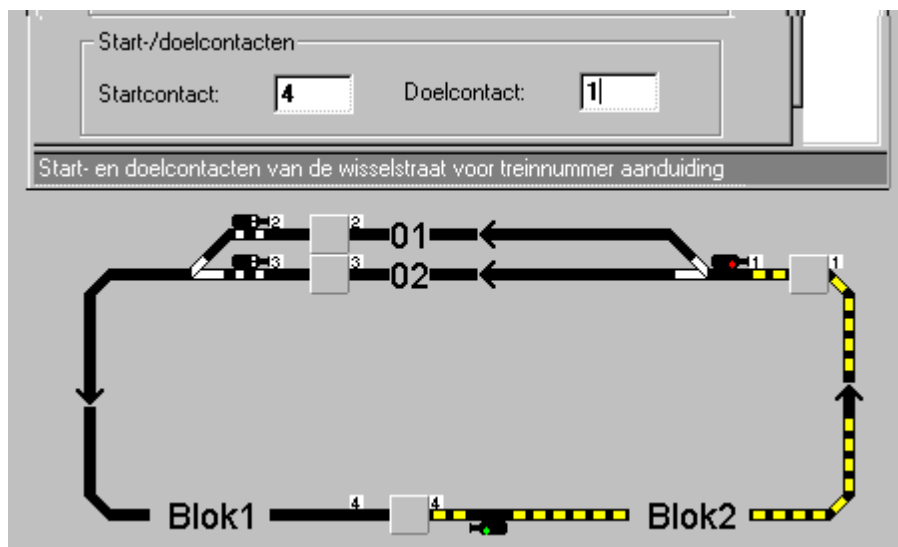 Start-/doelcontacten
Startcontact: 4 Doelcontact: 1
Start- en doelcontacten van de wisselstraat voor treinnummer aanduiding
2 2 01
3 3 02 1 1
Blok1 4 4 Blok2